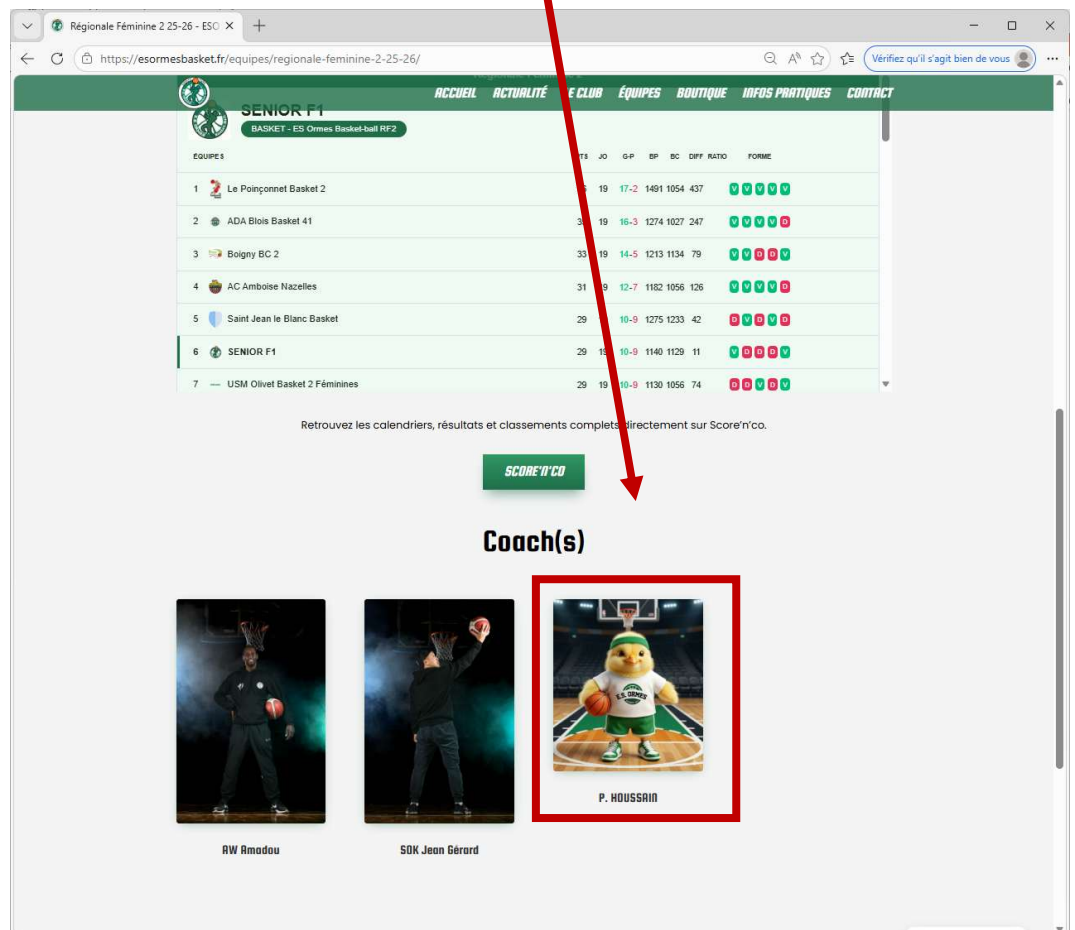 Régionale Féminine 2 25-26 - ESO
https://esormesbasket.fr/equipes/regionale-feminine-2-25-26/
Vérifiez qu'il s'agit bien de vous
ACCUEIL ACTUALITÉ LE CLUB ÉQUIPES BOUTIQUE INFOS PRATIQUES CONTACT
SENIOR F1
BASKET - ES Ormes Basket-ball RF2
ÉQUIPES JO G-P BP BC DIFF RATIO FORME
1 Le Poinçonnet Basket 2 19 17-2 1491 1054 437 V V V V V
2 ADA Blois Basket 41 19 16-3 1274 1027 247 V V V V D
3 Boigny BC 2 33 19 14-5 1213 1134 79 V V D D V
4 AC Amboise Nazelles 31 12-7 1182 1056 126 V V V V D
5 Saint Jean le Blanc Basket 29 10-9 1275 1233 42 D V D V D
6 SENIOR F1 29 19 10-9 1140 1129 11 V D D D V
7 — USM Olivet Basket 2 Féminines 29 19 10-9 1130 1056 74 D D V D V
Retrouvez les calendriers, résultats et classements complets directement sur Score'n'co.
SCORE'N'CO
Coach(s)
E.S. ORMES
P. HOUSSAIN
AW Amadou SOK Jean Gérard